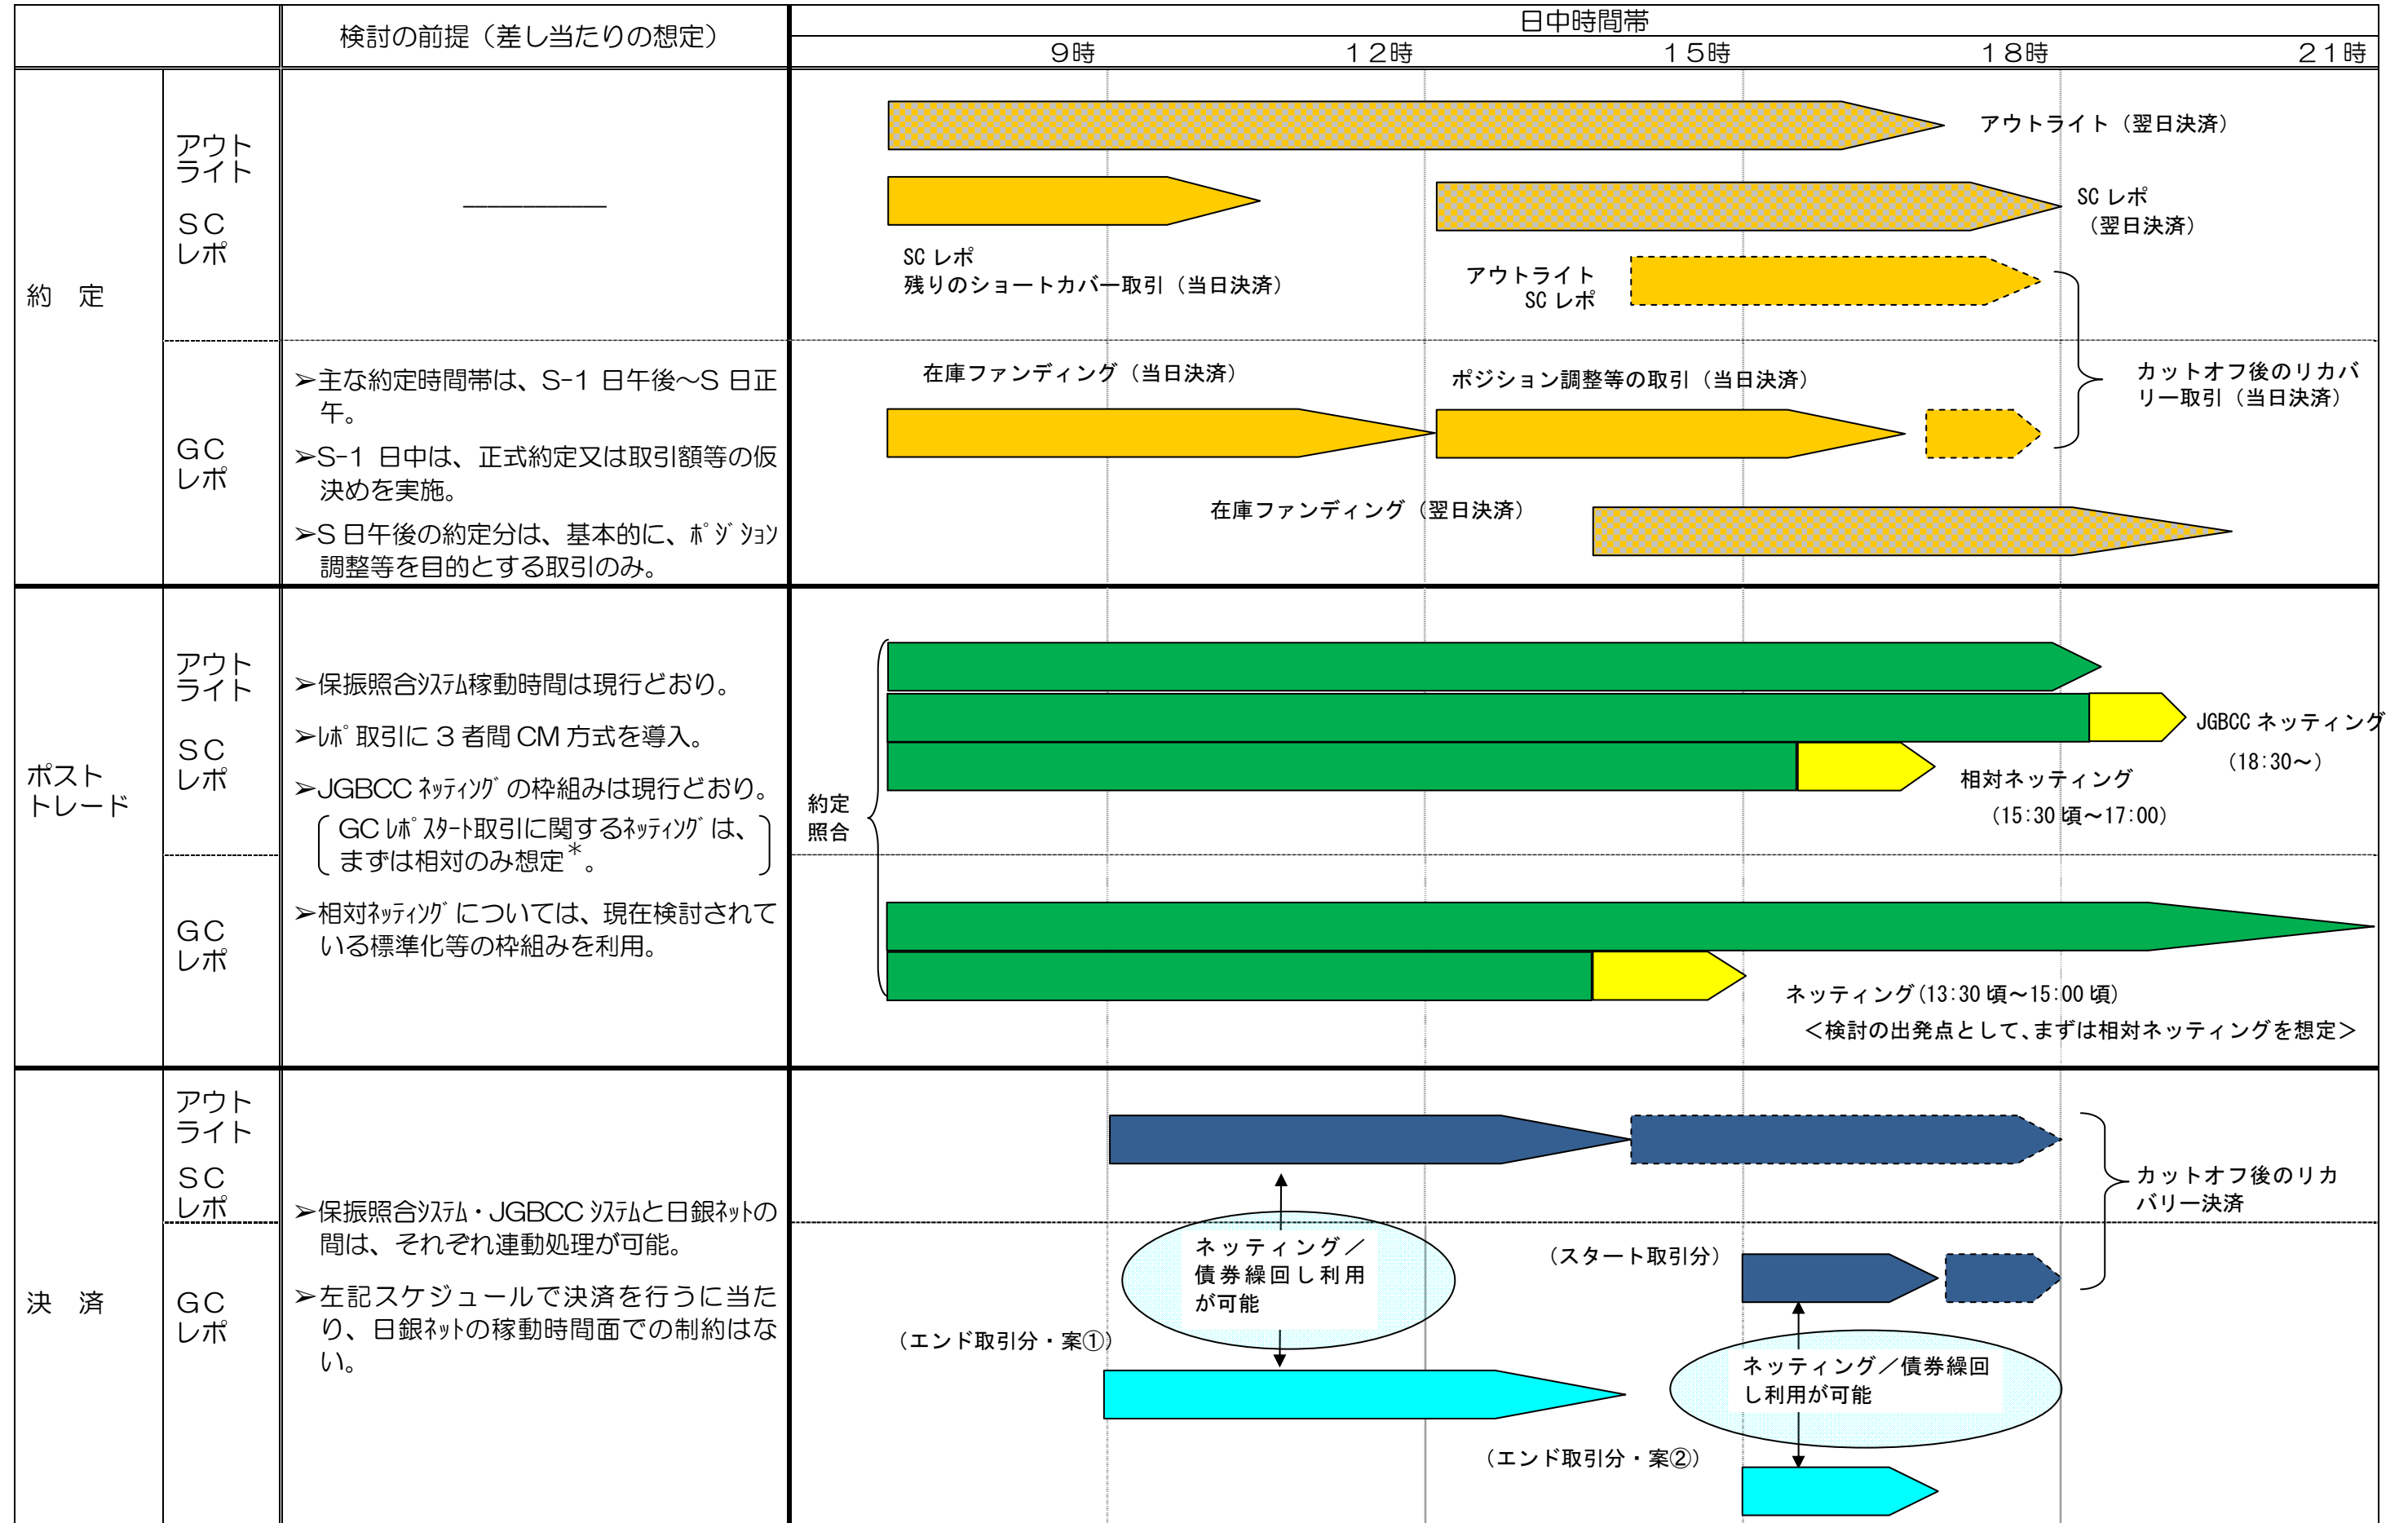 検討の前提（差し当たりの想定）
日中時間帯
９時
１２時
１５時
１８時
２１時
約　定
アウト
ライト
ＳＣ
レポ
アウトライト（翌日決済）
SC レポ
残りのショートカバー取引（当日決済）
SC レポ
（翌日決済）
アウトライト
SC レポ
カットオフ後のリカバ
リー取引（当日決済）
ＧＣ
レポ
➢主な約定時間帯は、S-1 日午後～S 日正
午。
➢S-1 日中は、正式約定又は取引額等の仮
決めを実施。
➢S 日午後の約定分は、基本的に、ﾎﾟｼﾞｼｮﾝ
調整等を目的とする取引のみ。
在庫ファンディング（当日決済）
ポジション調整等の取引（当日決済）
在庫ファンディング（翌日決済）
ポスト
トレード
アウト
ライト
ＳＣ
レポ
ＧＣ
レポ
➢保振照合ｼｽﾃﾑ稼動時間は現行どおり。
➢ﾚﾎﾟ取引に 3 者間 CM 方式を導入。
➢JGBCC ﾈｯﾃｨﾝｸﾞの枠組みは現行どおり。
GC ﾚﾎﾟｽﾀｰﾄ取引に関するﾈｯﾃｨﾝｸﾞは、
まずは相対のみ想定＊。
➢相対ﾈｯﾃｨﾝｸﾞについては、現在検討されて
いる標準化等の枠組みを利用。
約定
照合
JGBCC ネッティング
（18:30～）
相対ネッティング
（15:30 頃～17:00）
ネッティング（13:30 頃～15:00 頃）
＜検討の出発点として、まずは相対ネッティングを想定＞
決　済
アウト
ライト
ＳＣ
レポ
ＧＣ
レポ
➢保振照合ｼｽﾃﾑ・JGBCC ｼｽﾃﾑと日銀ﾈｯﾄの
間は、それぞれ連動処理が可能。
➢左記スケジュールで決済を行うに当た
り、日銀ﾈｯﾄの稼動時間面での制約はな
い。
カットオフ後のリカ
バリー決済
ネッティング／
債券繰回し利用
が可能
（スタート取引分）
（エンド取引分・案①）
ネッティング／債券繰回
し利用が可能
（エンド取引分・案②）